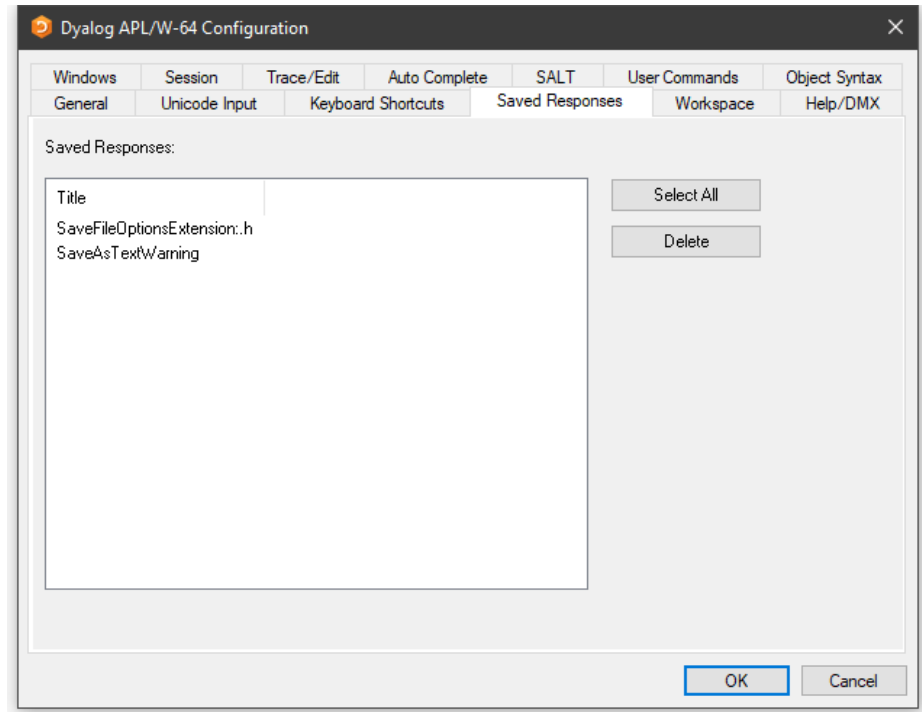 Dyalog APL/W-64 Configuration
Windows Session Trace/Edit Auto Complete SALT User Commands Object Syntax
General Unicode Input Keyboard Shortcuts Saved Responses Workspace Help/DMX
Saved Responses:
Title
Select All
SaveFileOptionsExtension:.h
SaveAsTextWarning
Delete
OK Cancel